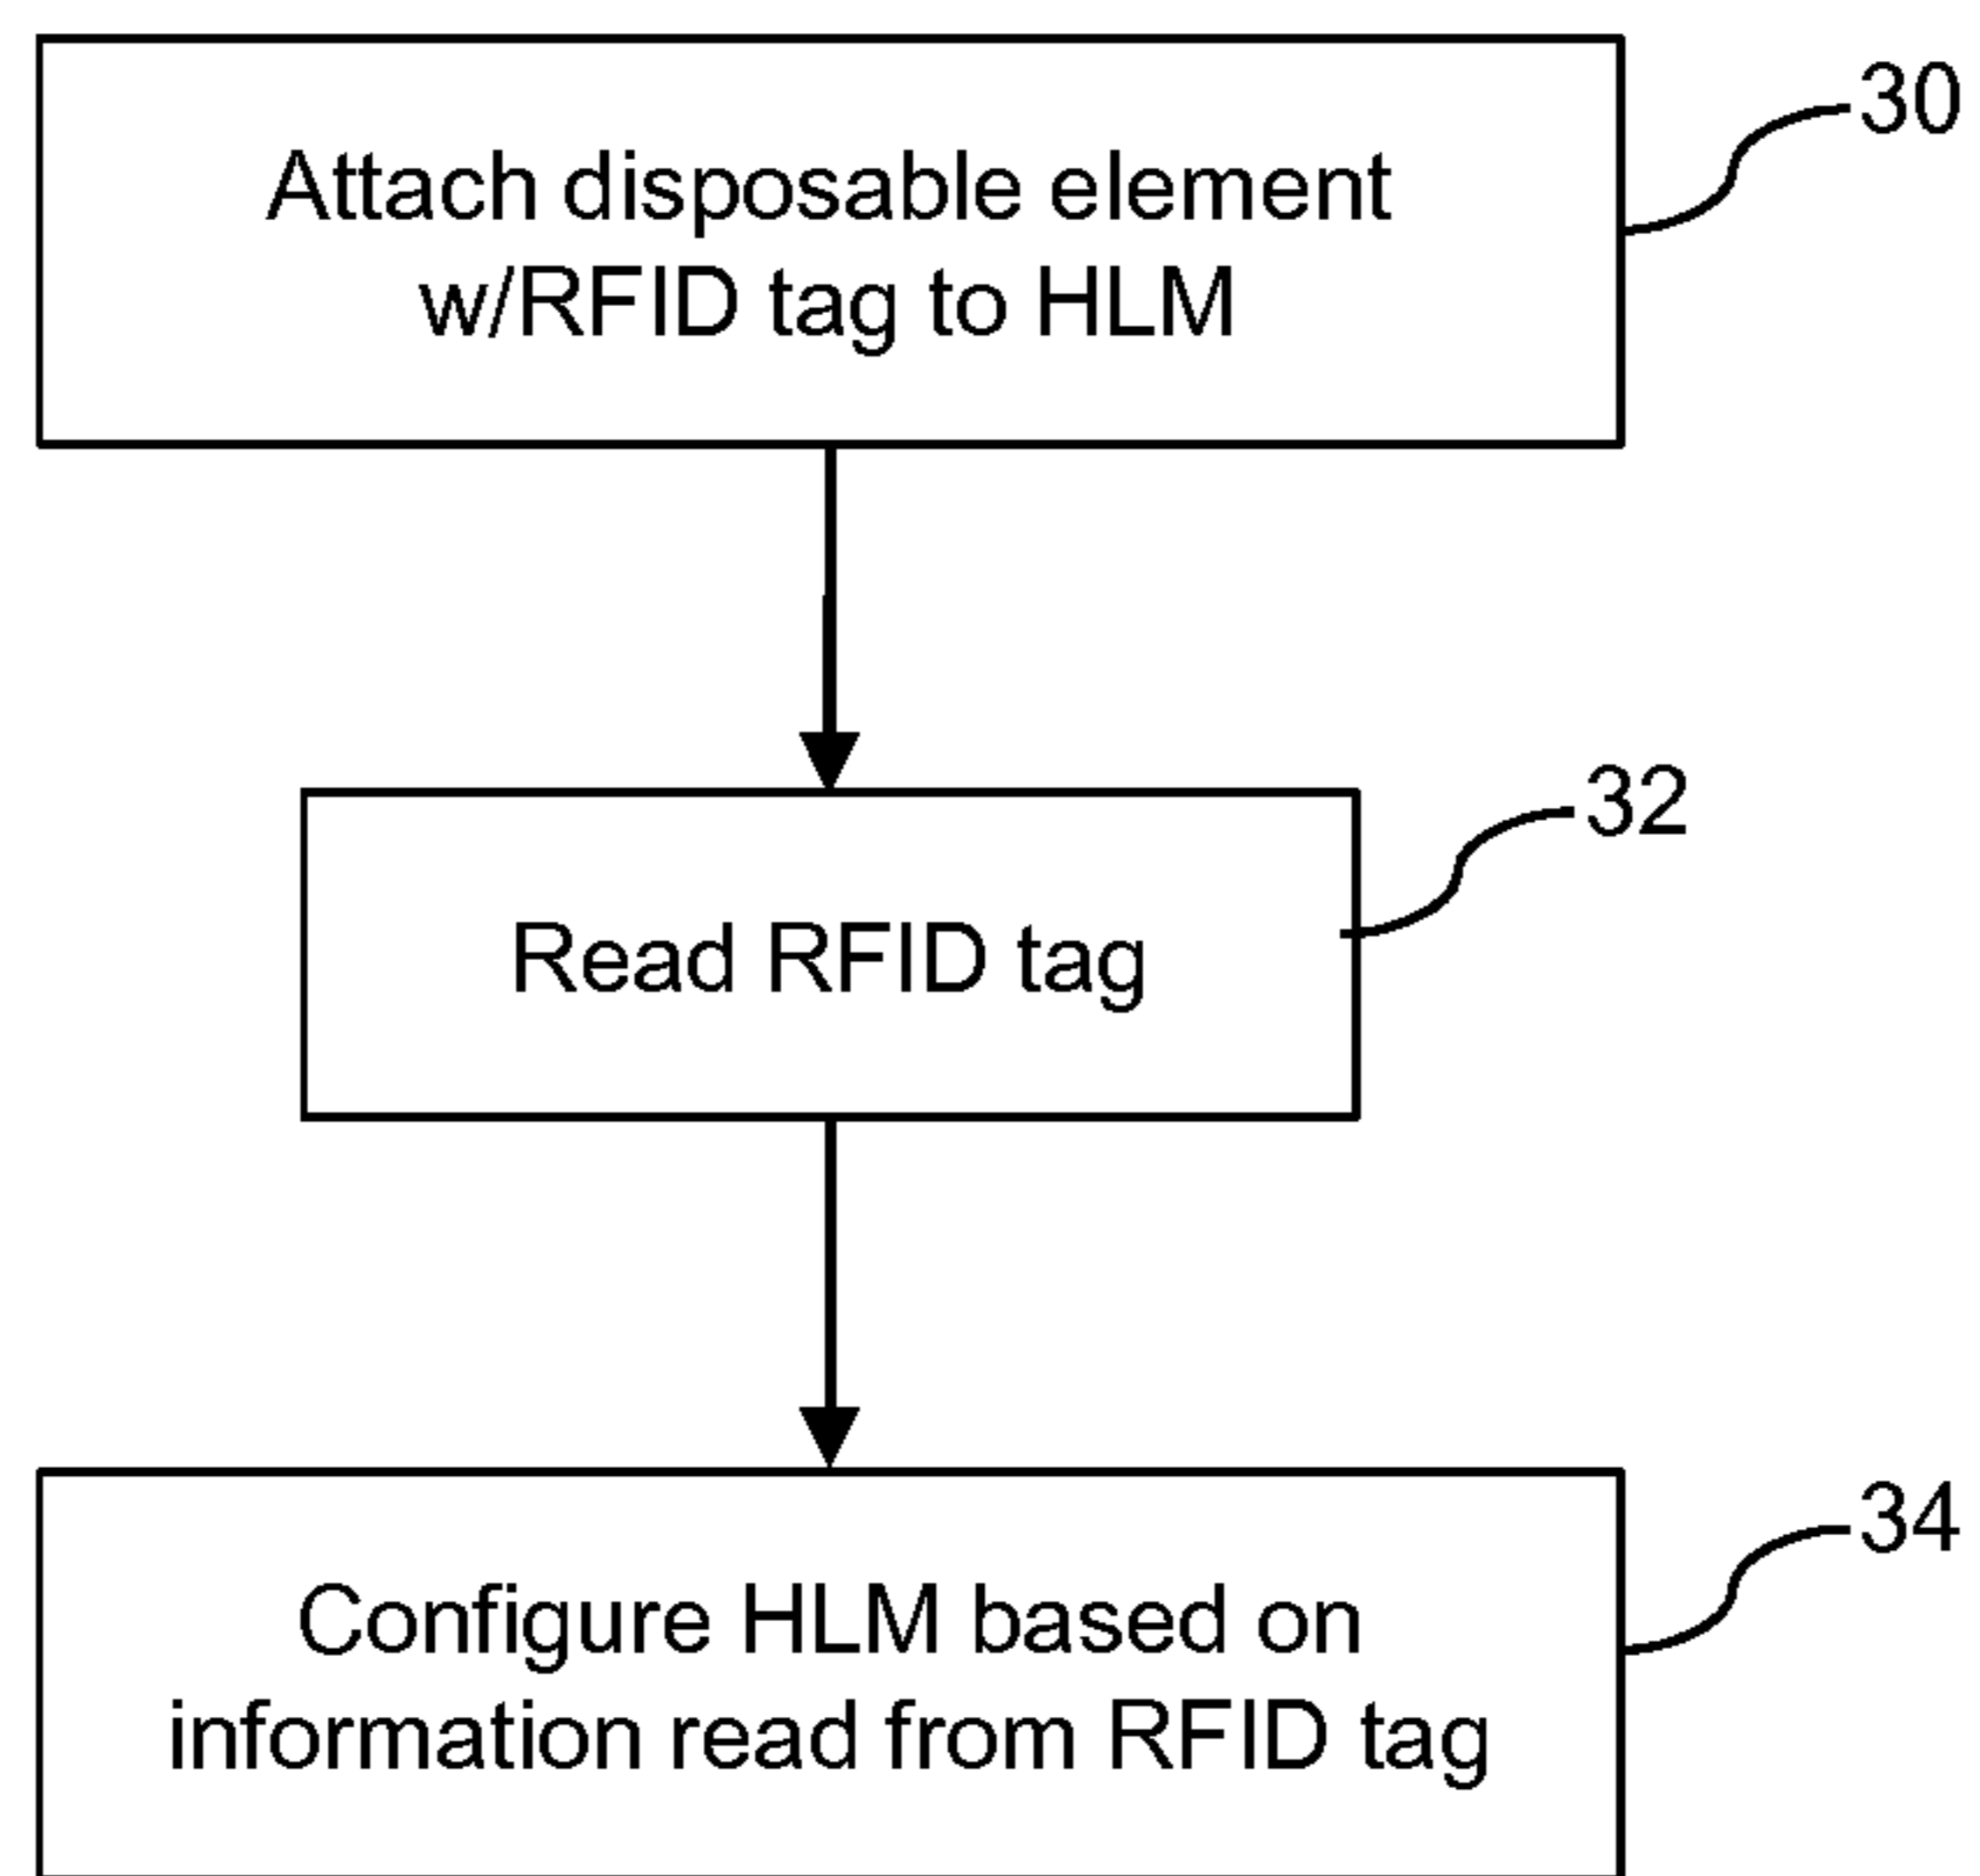 Attach disposable element
w/RFID tag to HLM
30
Read RFID tag
32
Configure HLM based on
information read from RFID tag
34